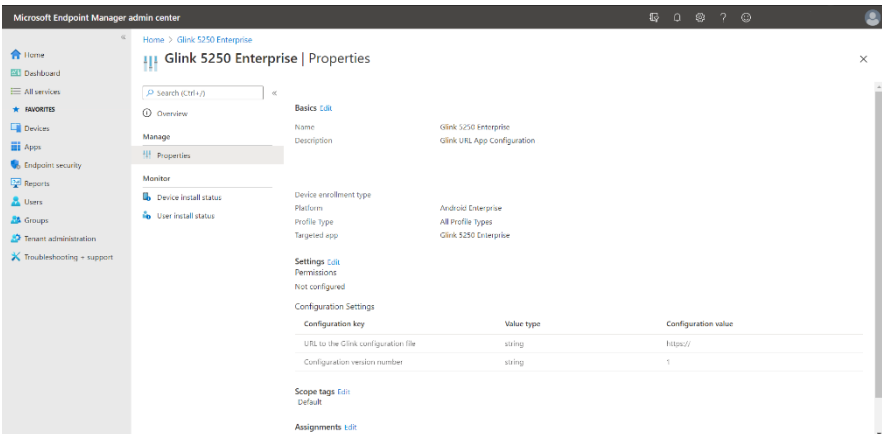 Microsoft Endpoint Manager admin center
Home
Dashboard
All services
FAVORITES
Devices
Apps
Endpoint security
Reports
Users
Groups
Tenant administration
Troubleshooting + support
Home > Glink 5250 Enterprise
Glink 5250 Enterprise | Properties
Search (Ctrl+/)
Overview
Manage
Properties
Monitor
Device install status
User install status
Basics Edit
Name Glink 5250 Enterprise
Description Glink URL App Configuration
Device enrollment type
Platform Android Enterprise
Profile Type All Profile Types
Targeted app Glink 5250 Enterprise
Settings Edit
Permissions
Not configured
Configuration Settings
Configuration key Value type Configuration value
URL to the Glink configuration file string https://
Configuration version number string 1
Scope tags Edit
Default
Assignments Edit